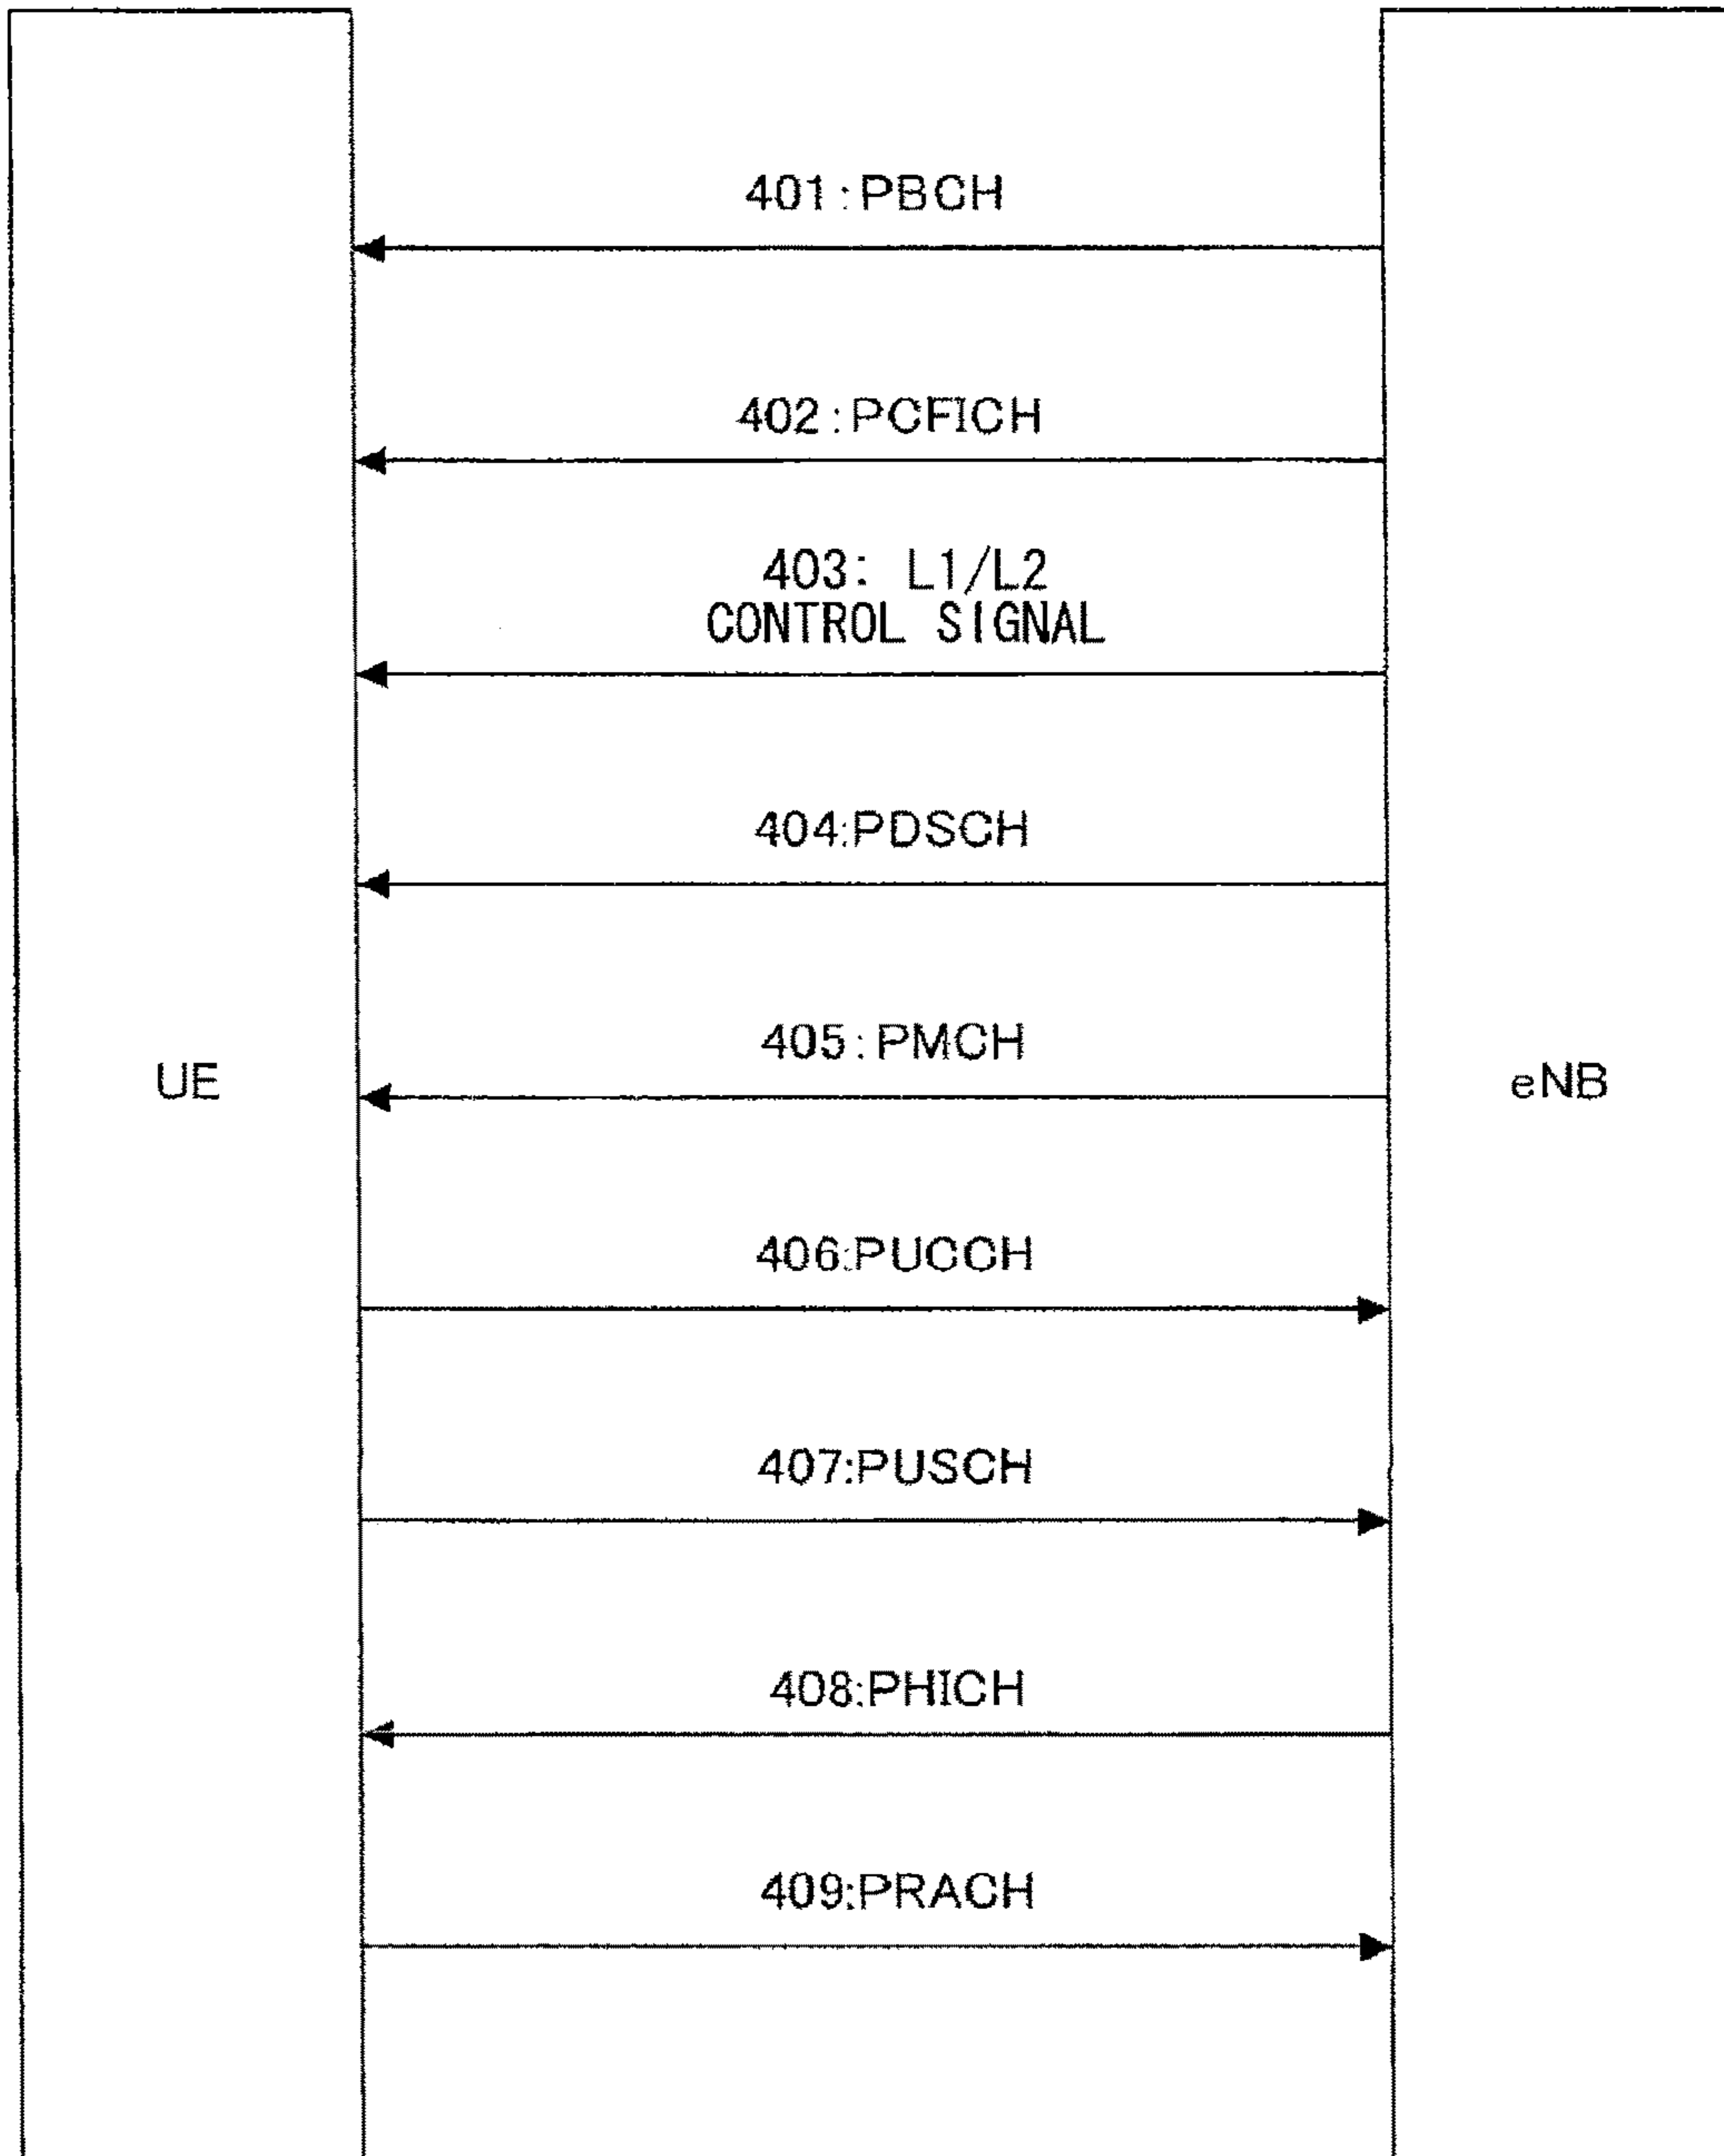 401:PBCH
402:PCFICH
403: L1/L2
CONTROL SIGNAL
404:PDSCH
405:PMCH
UE
eNB
406:PUCCH
407:PUSCH
408:PHICH
409:PRACH